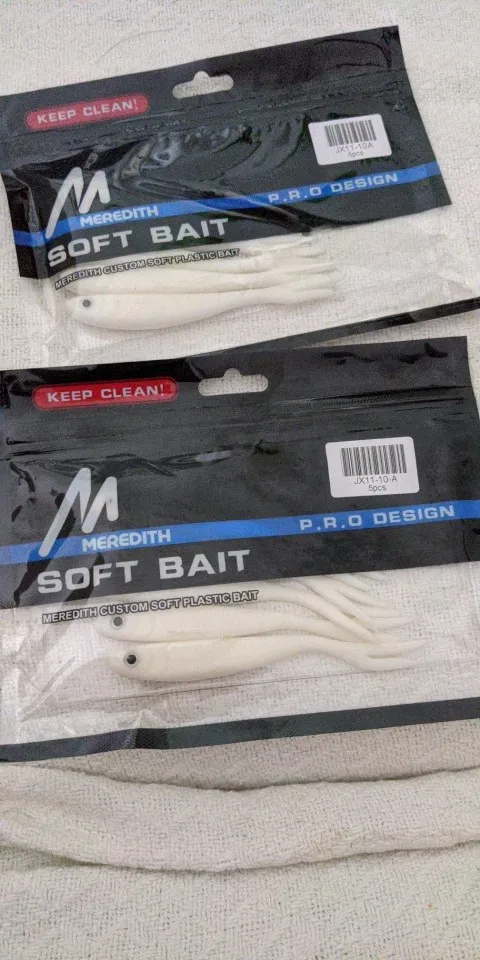 KEEP CLEAN!
JX11-10A
5pcs
P.R.O DESIGN
MEREDITH
SOFT BAIT
MEREDITH CUSTOM SOFT PLASTIC BAIT
KEEP CLEAN!
JX11-10-A
5pcs
P.R.O DESIGN
MEREDITH
SOFT BAIT
MEREDITH CUSTOM SOFT PLASTIC BAIT